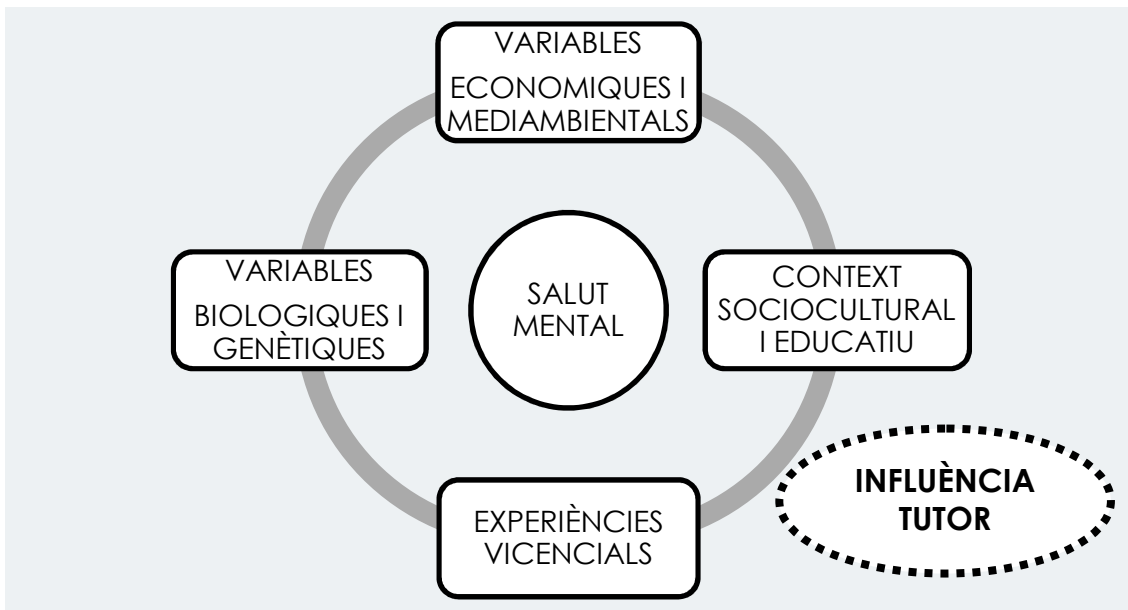 VARIABLES
ECONOMIQUES I
MEDIAMBIENTALS
VARIABLES
BIOLOGIQUES I
GENÈTIQUES
SALUT
MENTAL
CONTEXT
SOCIOCULTURAL
I EDUCATIU
EXPERIÈNCIES
VICENCIALS
INFLUÈNCIA
TUTOR